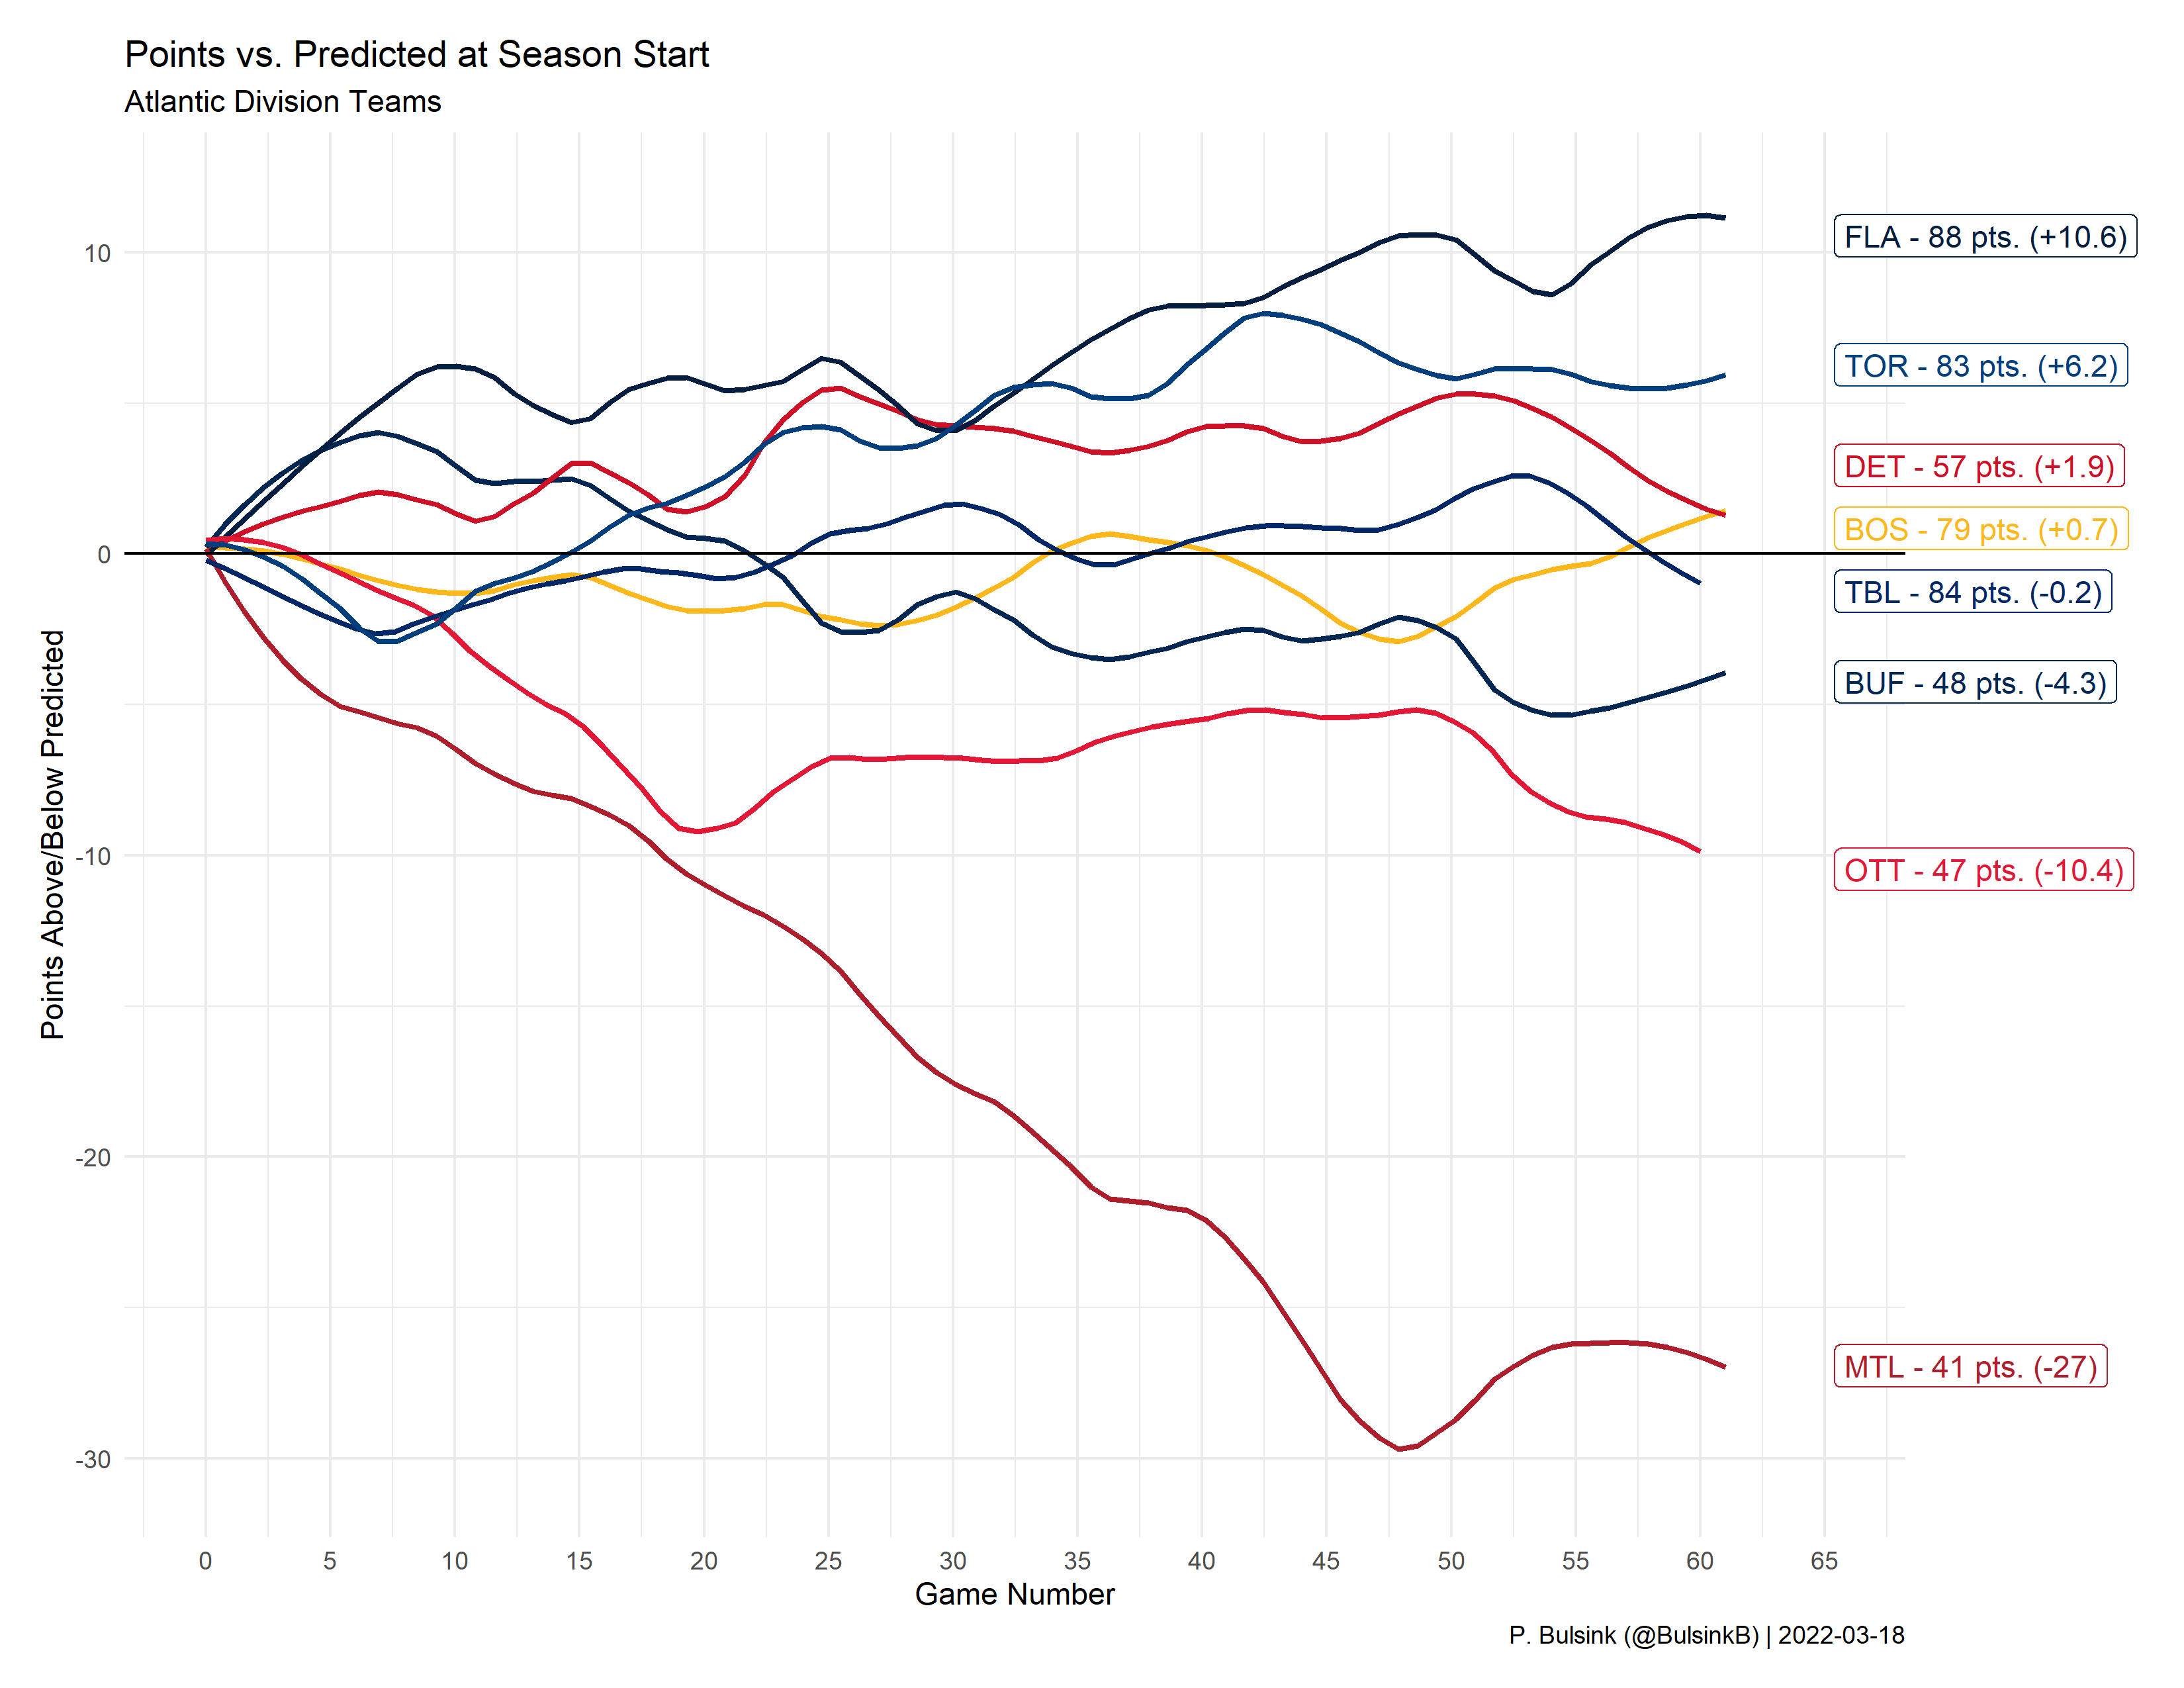 Points vs. Predicted at Season Start
Atlantic Division Teams
Points Above/Below Predicted
10
0
-10
-20
-30
FLA - 88 pts. (+10.6)
TOR - 83 pts. (+6.2)
DET - 57 pts. (+1.9)
BOS - 79 pts. (+0.7)
TBL - 84 pts. (-0.2)
BUF - 48 pts. (-4.3)
OTT - 47 pts. (-10.4)
MTL - 41 pts. (-27)
0 5 10 15 20 25 30 35 40 45 50 55 60 65
Game Number
P. Bulsink (@BulsinkB) | 2022-03-18